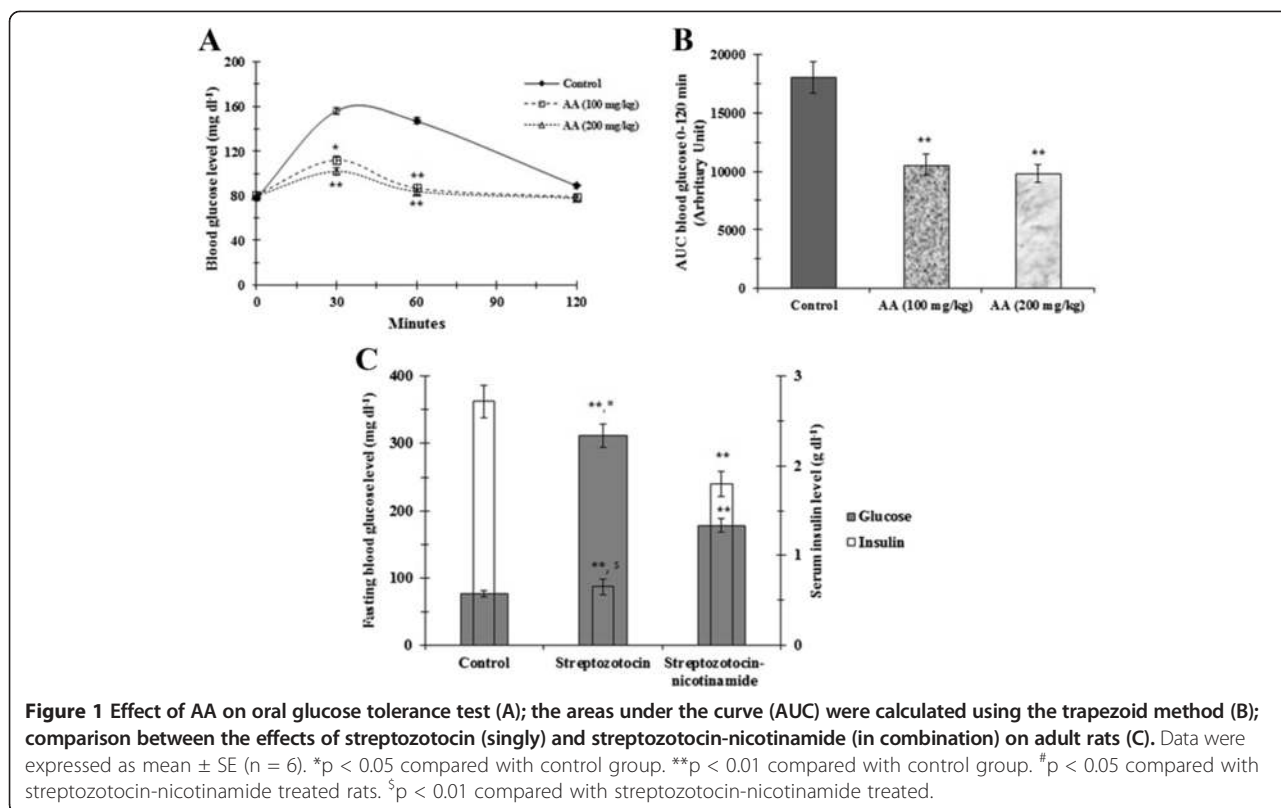 A
Blood glucose level (mg dl-1)
200
160
120
80
40
0
Control
AA (100 mg/kg)
AA (200 mg/kg)
*
**
**
**
0
30
60
90
120
Minutes
B
AUC blood glucose 0-120 min
(Arbritary Unit)
20000
15000
10000
5000
0
**
**
Control
AA (100 mg/kg)
AA (200 mg/kg)
C
Fasting blood glucose level (mg dl-1)
400
300
200
100
0
**,#
**, $
**
**
3
2
1
0
Serum insulin level (g dl-1)
Glucose
Insulin
Control
Streptozotocin
Streptozotocin-
nicotinamide
Figure 1 Effect of AA on oral glucose tolerance test (A); the areas under the curve (AUC) were calculated using the trapezoid method (B);
comparison between the effects of streptozotocin (singly) and streptozotocin-nicotinamide (in combination) on adult rats (C). Data were
expressed as mean ± SE (n = 6). *p < 0.05 compared with control group. **p < 0.01 compared with control group. #p < 0.05 compared with
streptozotocin-nicotinamide treated rats. $p < 0.01 compared with streptozotocin-nicotinamide treated.